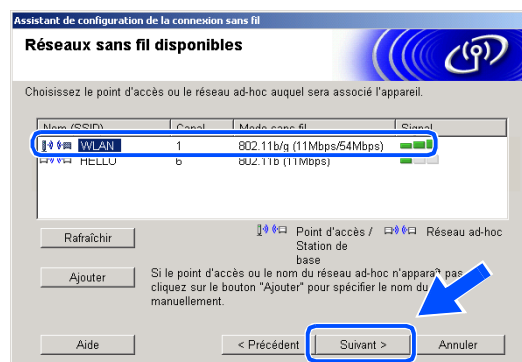 Assistant de configuration de la connexion sans fil
Réseaux sans fil disponibles
Choisissez le point d'accès ou le réseau ad-hoc auquel sera associé l'appareil.
Nom (SSID) Canal Mode sans fil Signal
WLAN 1 802.11b/g (11Mbps/54Mbps)
HELLO 6 802.11b (11Mbps)
Rafraîchir
Point d'accès / Réseau ad-hoc
Station de
base
Ajouter
Si le point d'accès ou le nom du réseau ad-hoc n'apparaît pas
cliquez sur le bouton "Ajouter" pour spécifier le nom du
manuellement.
Aide < Précédent Suivant > Annuler